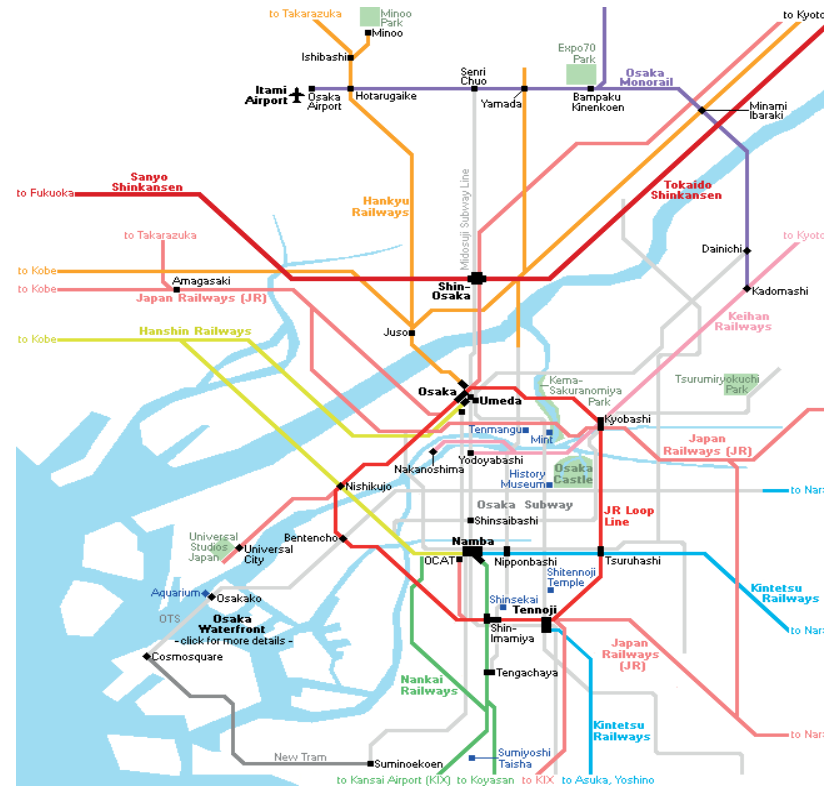 to Takarazuka
Minoo
Park
Minoo
to Kyoto
Ishibashi
Expo70
Park
Senri
Chuo
Osaka
Monorail
Itami
Airport
Osaka
Airport
Hotarugaike
Yamada
Bampaku
Kinenkoen
Minami
Ibaraki
Sanyo
Shinkansen
to Fukuoka
Hankyu
Railways
Midosuji Subway Line
Tokaido
Shinkansen
to Takarazuka
to Kyoto
Dainichi
to Kobe
Amagasaki
to Kobe
Japan Railways (JR)
Shin-
Osaka
Kadomashi
Keihan
Railways
Hanshin Railways
to Kobe
Juso
Osaka
Umeda
Kema-
Sakuranomiya
Park
Tsurumiryokuchi
Park
Kyobashi
Tenmangu
Mint
Japan
Railways (JR)
Nakanoshima
Yodoyabashi
History
Museum
Osaka
Castle
Nishikujo
Osaka Subway
to Nara
Shinsaibashi
JR Loop
Line
Universal
Studios
Japan
Universal
City
Bentencho
Namba
OCAT
Nipponbashi
Tsuruhashi
Shitennoji
Temple
Aquarium
Osakako
Shinsekai
Tennoji
Kintetsu
Railways
OTS
Osaka
Waterfront
- click for more details -
Shin-
Imamiya
to Nara
Cosmosquare
Japan
Railways
(JR)
Nankai
Railways
Tengachaya
Kintetsu
Railways
to Nara
New Tram
Suminoekoen
Sumiyoshi
Taisha
to Kansai Airport (KIX)
to Koyasan
to KIX
to Asuka, Yoshino